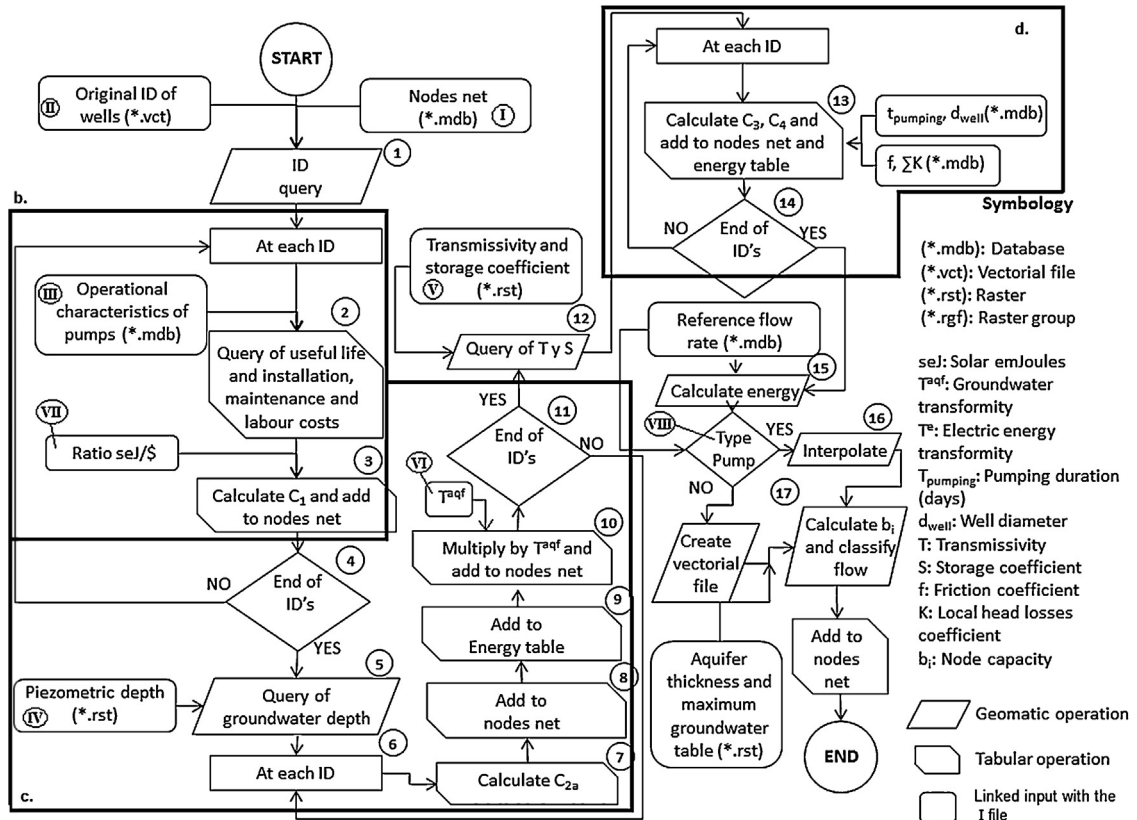 START
Original ID of
wells (*.vct)
II
Nodes net
(*.mdb)
I
1
ID
query
b.
At each ID
III
Operational
characteristics of
pumps (*.mdb)
2
Query of useful life
and installation,
maintenance and
labour costs
VII
Ratio seJ/$
3
Calculate C₁ and add
to nodes net
4
NO
End of
ID's
YES
5
Piezometric depth
IV
(*.rst)
Query of
groundwater depth
6
At each ID
c.
7
Calculate C₂ₐ
8
Add to
nodes net
9
Add to
Energy table
10
Multiply by Tᵃqᶠ and
add to nodes net
VI
Tᵃqᶠ
11
End of
ID's
YES
NO
12
Query of T y S
Transmissivity and
storage coefficient
V
(*.rst)
d.
At each ID
13
Calculate C₃, C₄ and
add to nodes net and
energy table
t pumping, d well (*.mdb)
f, ∑K (*.mdb)
14
NO
End of
ID's
YES
Reference flow
rate (*.mdb)
15
Calculate energy
VIII
Type
Pump
YES
NO
16
Interpolate
17
Create
vectorial
file
Calculate bᵢ
and classify
flow
Aquifer
thickness and
maximum
groundwater
table (*.rst)
Add to
nodes
net
END
Symbology
(*.mdb): Database
(*.vct): Vectorial file
(*.rst): Raster
(*.rgf): Raster group
seJ: Solar emJoules
Tᵃqᶠ: Groundwater
transformity
Tᵉ: Electric energy
transformity
T pumping: Pumping duration
(days)
d well: Well diameter
T: Transmissivity
S: Storage coefficient
f: Friction coefficient
K: Local head losses
coefficient
bᵢ: Node capacity
Geomatic operation
Tabular operation
Linked input with the
I file